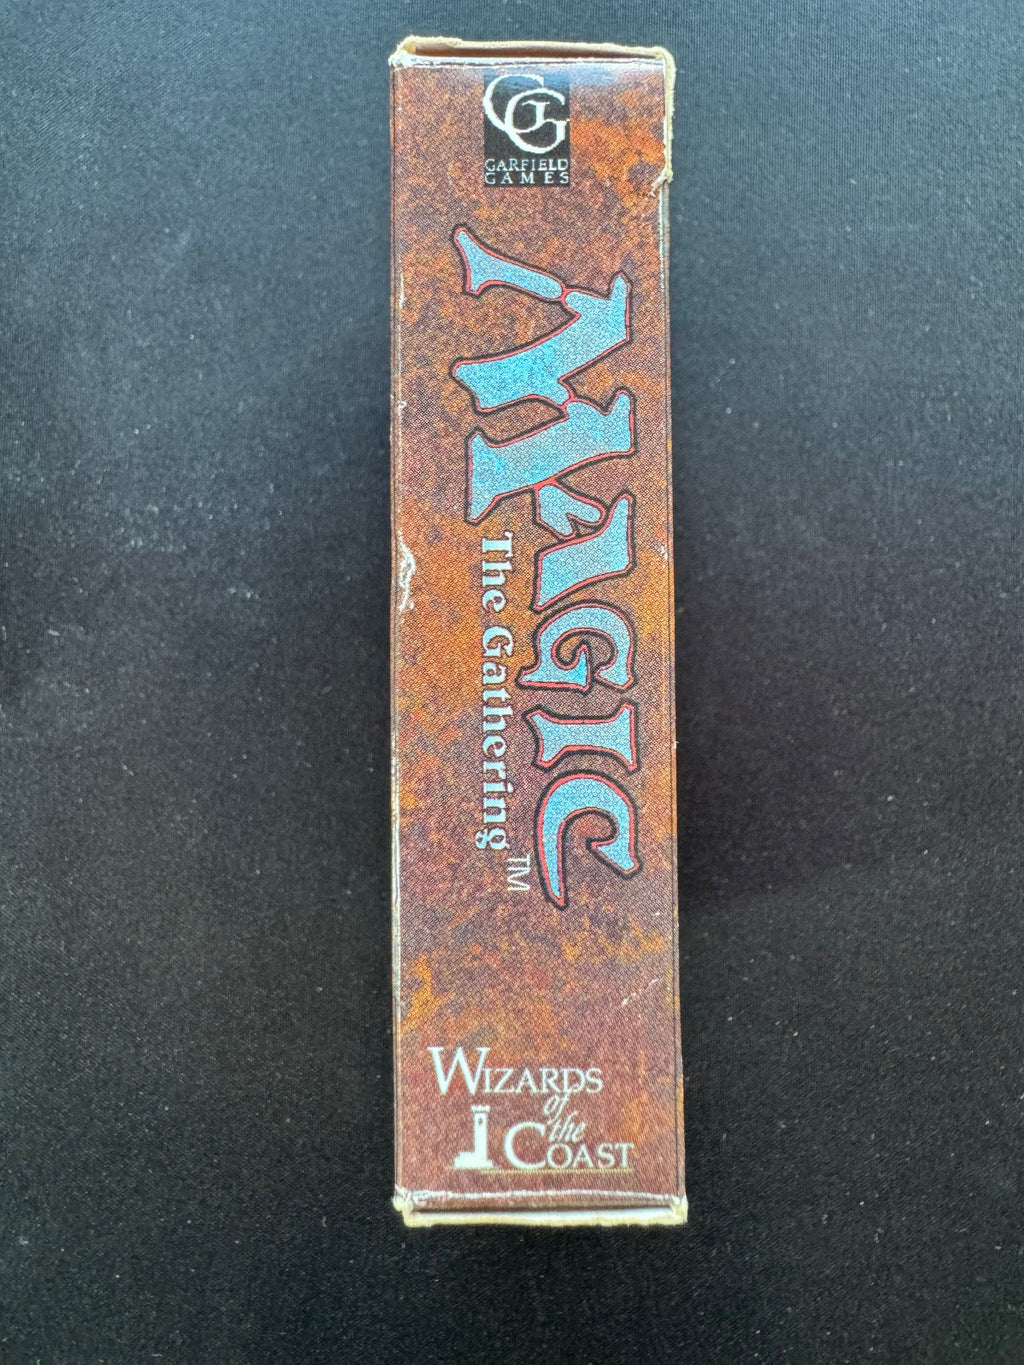 GG
GARFIELD
GAMES
MAGIC
The Gathering™
WIZARDS
of
the
COAST